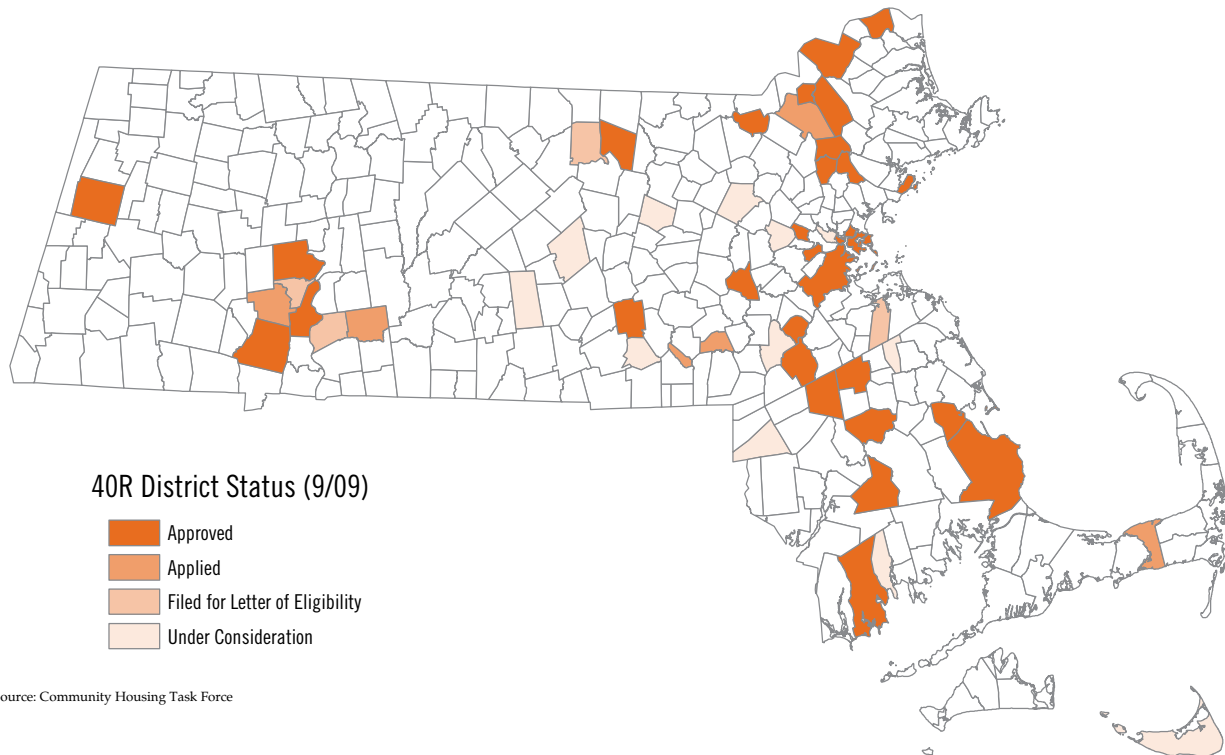 40R District Status (9/09)
Approved
Applied
Filed for Letter of Eligibility
Under Consideration
ource: Community Housing Task Force